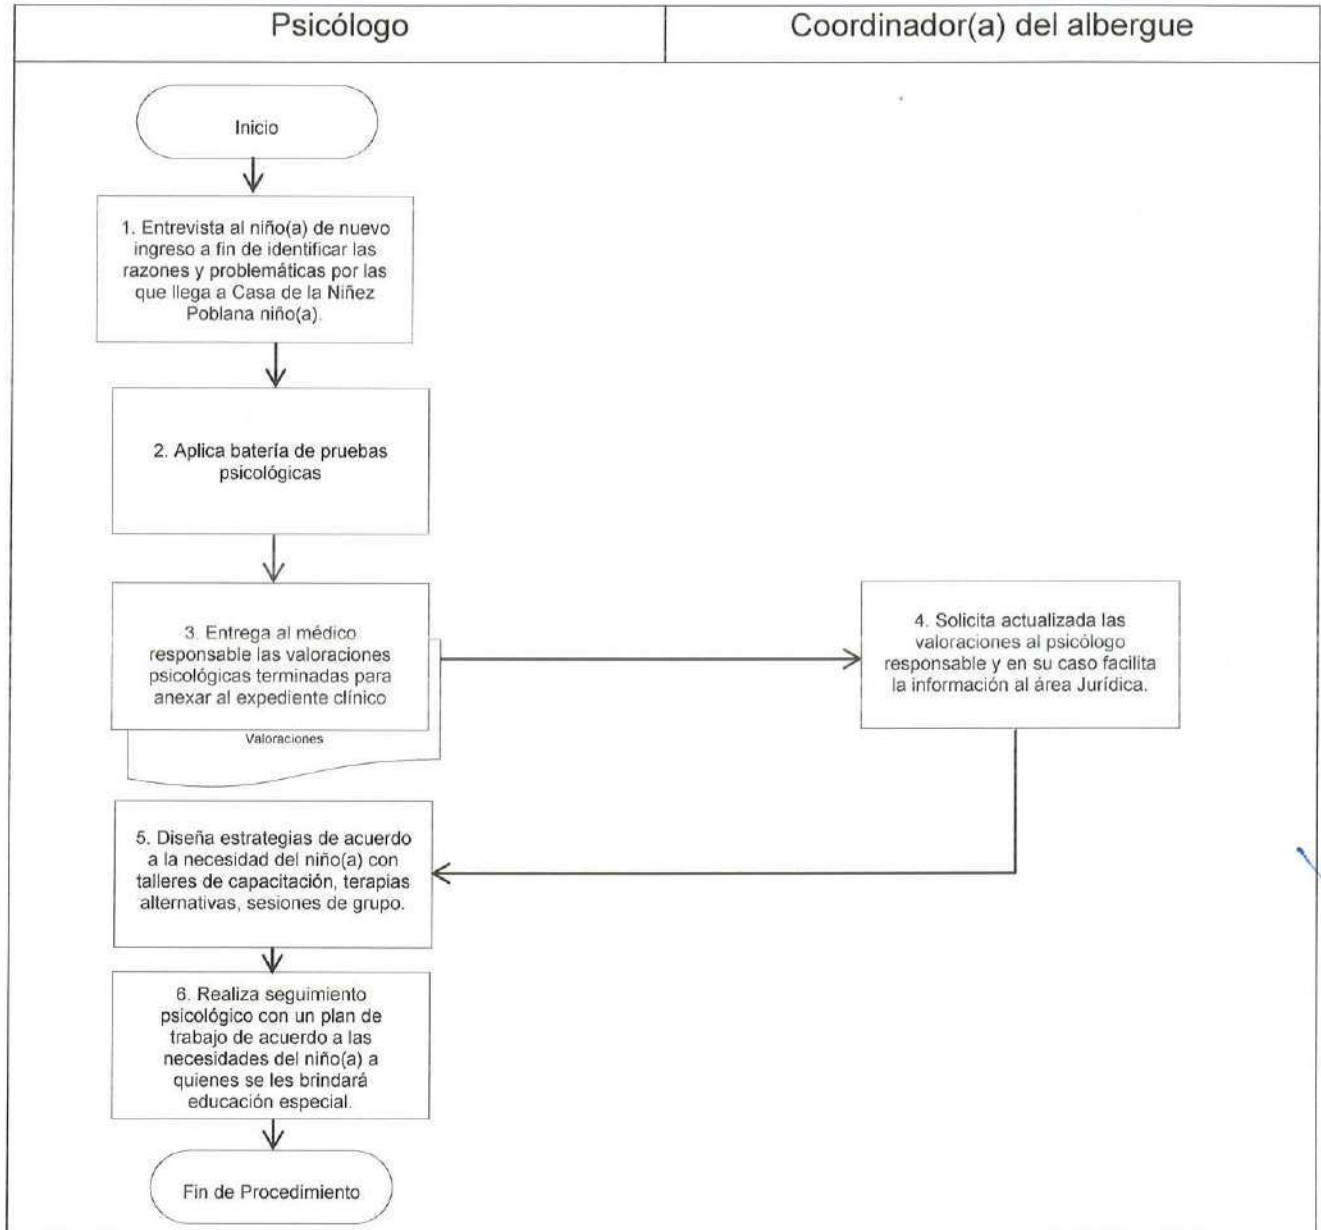 Psicólogo
Coordinador(a) del albergue
Inicio
1. Entrevista al niño(a) de nuevo
ingreso a fin de identificar las
razones y problemáticas por las
que llega a Casa de la Niñez
Poblana niño(a).
2. Aplica batería de pruebas
psicológicas
3. Entrega al médico
responsable las valoraciones
psicológicas terminadas para
anexar al expediente clínico
Valoraciones
4. Solicita actualizada las
valoraciones al psicólogo
responsable y en su caso facilita
la información al área Jurídica.
5. Diseña estrategias de acuerdo
a la necesidad del niño(a) con
talleres de capacitación, terapias
alternativas, sesiones de grupo.
6. Realiza seguimiento
psicológico con un plan de
trabajo de acuerdo a las
necesidades del niño(a) a
quienes se les brindará
educación especial.
Fin de Procedimiento